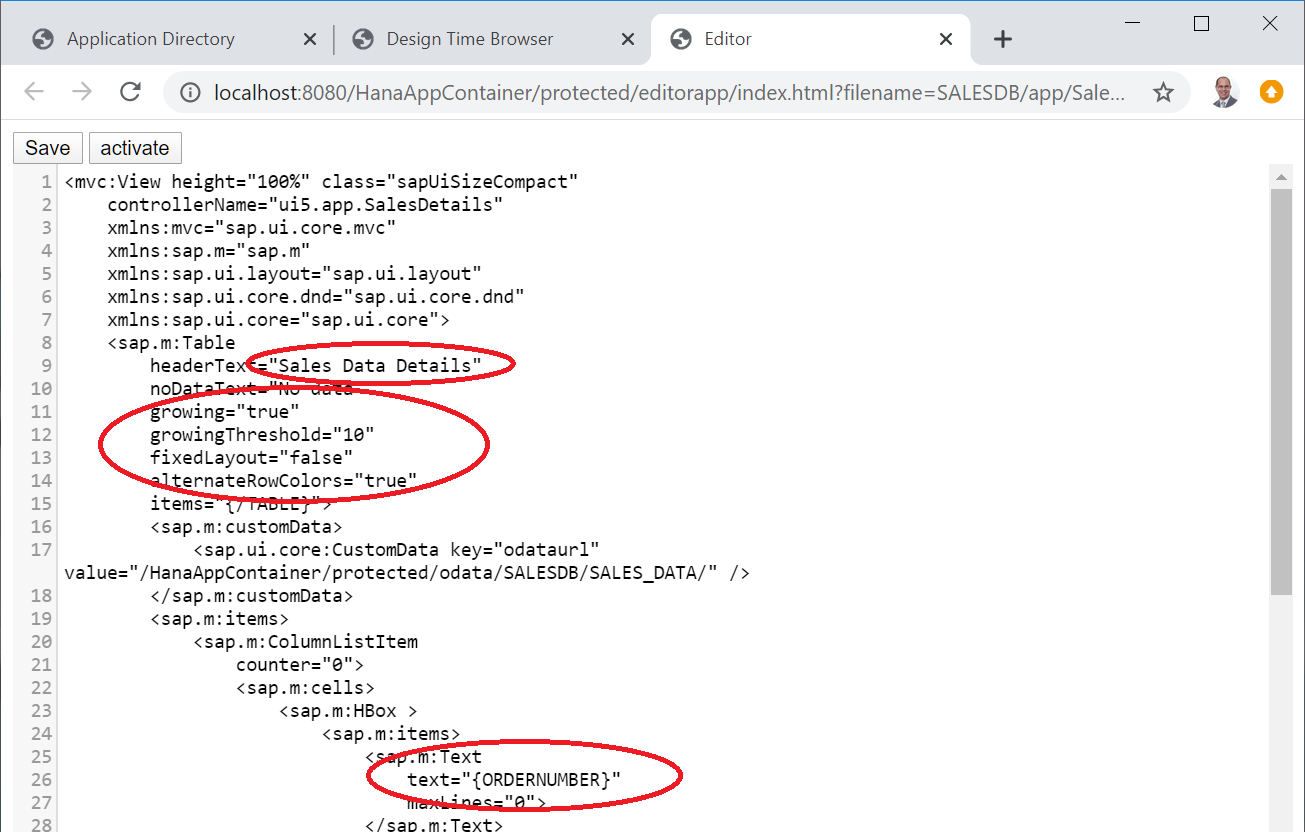 Application Directory
Design Time Browser
Editor
localhost:8080/HanaAppContainer/protected/editorapp/index.html?filename=SALESDB/app/Sale...
Save
activate
1 <mvc:View height="100%" class="sapUiSizeCompact"
2 controllerName="ui5.app.SalesDetails"
3 xmlns:mvc="sap.ui.core.mvc"
4 xmlns:sap.m="sap.m"
5 xmlns:sap.ui.layout="sap.ui.layout"
6 xmlns:sap.ui.core.dnd="sap.ui.core.dnd"
7 xmlns:sap.ui.core="sap.ui.core">
8 <sap.m:Table
9 headerText="Sales Data Details"
10 noDataText="No data"
11 growing="true"
12 growingThreshold="10"
13 fixedLayout="false"
14 alternateRowColors="true"
15 items="{/TABLE}">
16 <sap.m:customData>
17 <sap.ui.core:CustomData key="odataurl"
value="/HanaAppContainer/protected/odata/SALESDB/SALES_DATA/" />
18 </sap.m:customData>
19 <sap.m:items>
20 <sap.m:ColumnListItem
21 counter="0">
22 <sap.m:cells>
23 <sap.m:HBox >
24 <sap.m:items>
25 <sap.m:Text
26 text="{ORDERNUMBER}"
27 maxLines="0">
28 </sap.m:Text>